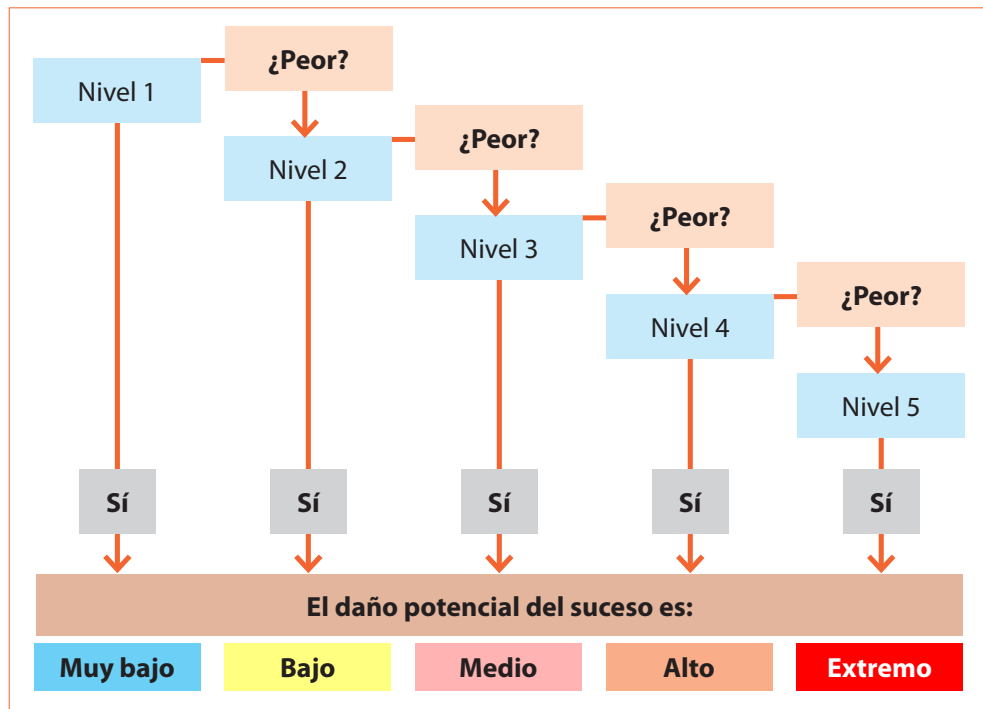 Nivel 1
¿Peor?
Nivel 2
¿Peor?
Nivel 3
¿Peor?
Nivel 4
¿Peor?
Nivel 5
Sí
Sí
Sí
Sí
Sí
El daño potencial del suceso es:
Muy bajo
Bajo
Medio
Alto
Extremo